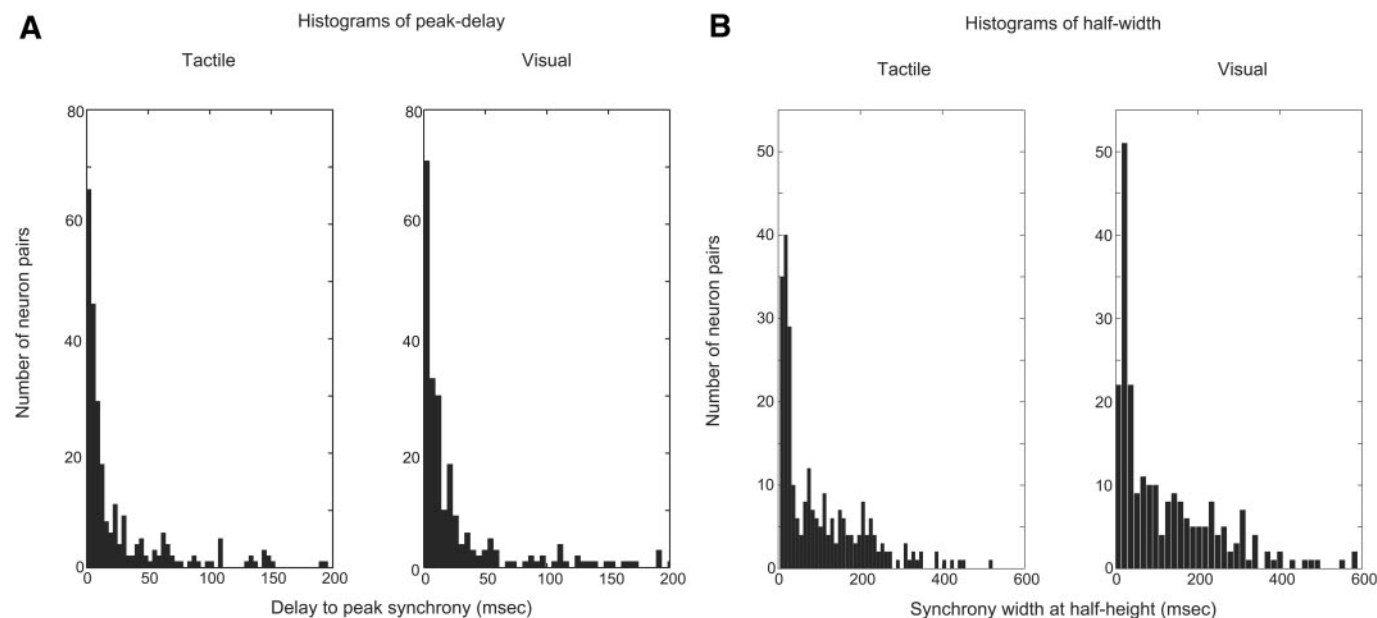 A
Histograms of peak-delay
Tactile
Visual
Number of neuron pairs
80
60
40
20
0
0 50 100 150 200
80
60
40
20
0
0 50 100 150 200
Delay to peak synchrony (msec)
B
Histograms of half-width
Tactile
Visual
Number of neuron pairs
50
40
30
20
10
0
0 200 400 600
50
40
30
20
10
0
0 200 400 600
Synchrony width at half-height (msec)